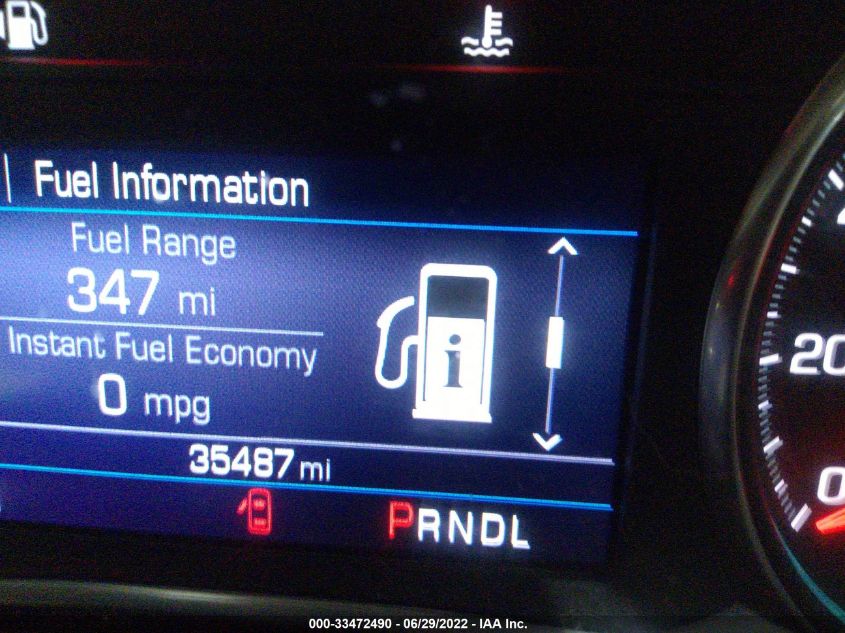 Fuel Information
Fuel Range
347 mi
Instant Fuel Economy
0 mpg
i
35487 mi
PRNDL
20
0
000-33472490 - 06/29/2022 - IAA Inc.